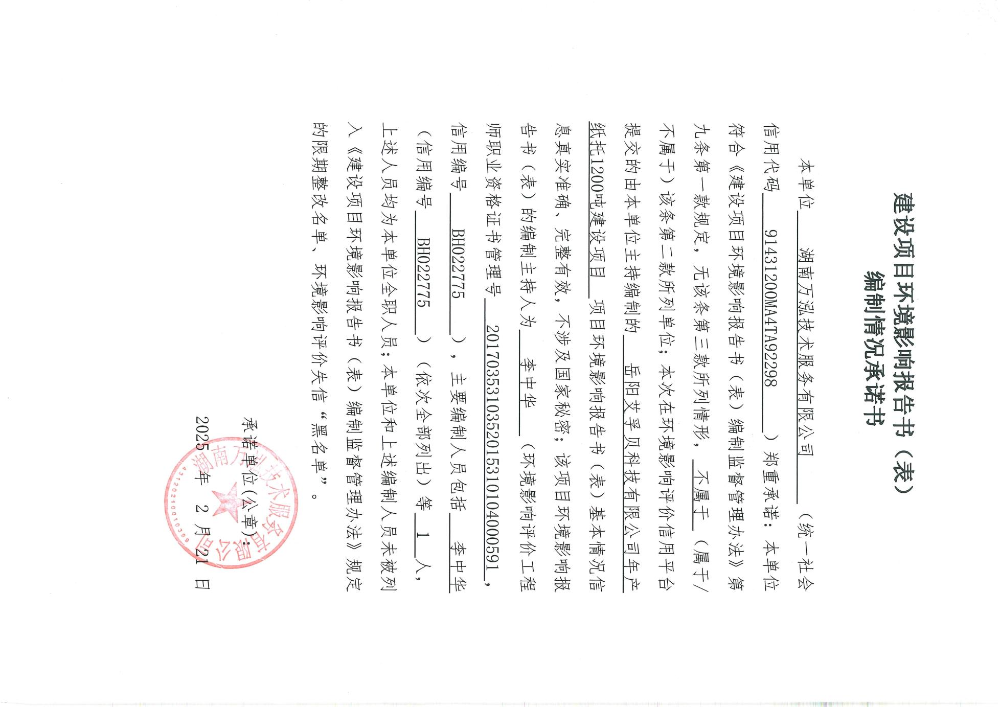 建设项目环境影响报告书（表）
编制情况承诺书
本单位 湖南万泓技术服务有限公司 （统一社会
信用代码 91431200MA4TA92298 ）郑重承诺：本单位
符合《建设项目环境影响报告书（表）编制监督管理办法》第
九条第一款规定，无该条第三款所列情形， 不属于 （属于/
不属于）该条第二款所列单位；本次在环境影响评价信用平台
提交的由本单位主持编制的 岳阳艾孚贝科技有限公司年产
纸托1200吨建设项目 项目环境影响报告书（表）基本情况信
息真实准确、完整有效，不涉及国家秘密；该项目环境影响报
告书（表）的编制主持人为 李中华 （环境影响评价工程
师职业资格证书管理号 2017035310352015310104000591 ，
信用编号 BH022775 ），主要编制人员包括 李中华
（信用编号 BH022775 ）（依次全部列出）等 1 人，
上述人员均为本单位全职人员；本单位和上述编制人员未被列
入《建设项目环境影响报告书（表）编制监督管理办法》规定
的限期整改名单、环境影响评价失信“黑名单”。
承诺单位（公章）：
2025 年 2 月 21 日
湖南万泓技术服务有限公司
43120210010399